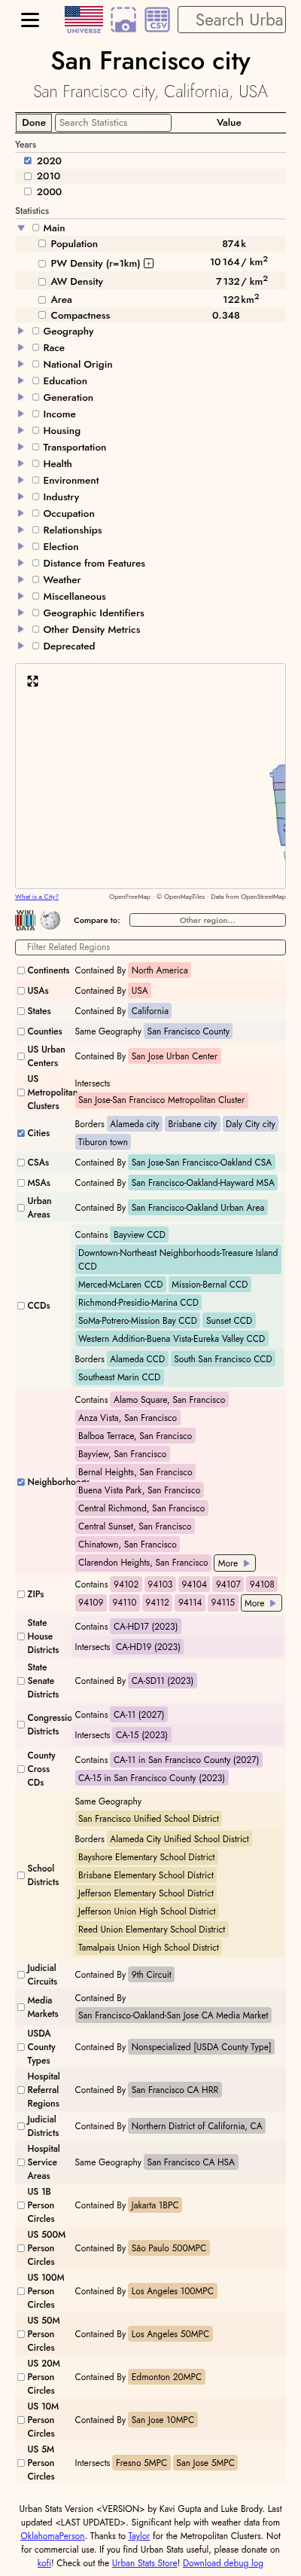 UNIVERSE
CSV
Search Urba
San Francisco city
San Francisco city, California, USA
Done Search Statistics Value
Years
2020
2010
2000
Statistics
Main
Population 874k
PW Density (r=1km) + 10 164 / km2
AW Density 7 132 / km2
Area 122 km2
Compactness 0.348
Geography
Race
National Origin
Education
Generation
Income
Housing
Transportation
Health
Environment
Industry
Occupation
Relationships
Election
Distance from Features
Weather
Miscellaneous
Geographic Identifiers
Other Density Metrics
Deprecated
What is a City? OpenFreeMap · © OpenMapTiles · Data from OpenStreetMap
WIKI DATA Compare to: Other region...
Filter Related Regions
Continents Contained By North America
USAs Contained By USA
States Contained By California
Counties Same Geography San Francisco County
US Urban Centers Contained By San Jose Urban Center
US Metropolitan Clusters Intersects San Jose-San Francisco Metropolitan Cluster
Cities Borders Alameda city Brisbane city Daly City city
Tiburon town
CSAs Contained By San Jose-San Francisco-Oakland CSA
MSAs Contained By San Francisco-Oakland-Hayward MSA
Urban Areas Contained By San Francisco-Oakland Urban Area
CCDs Contains Bayview CCD
Downtown-Northeast Neighborhoods-Treasure Island CCD
Merced-McLaren CCD Mission-Bernal CCD
Richmond-Presidio-Marina CCD
SoMa-Potrero-Mission Bay CCD Sunset CCD
Western Addition-Buena Vista-Eureka Valley CCD
Borders Alameda CCD South San Francisco CCD
Southeast Marin CCD
Neighborhoods Contains Alamo Square, San Francisco
Anza Vista, San Francisco
Balboa Terrace, San Francisco
Bayview, San Francisco
Bernal Heights, San Francisco
Buena Vista Park, San Francisco
Central Richmond, San Francisco
Central Sunset, San Francisco
Chinatown, San Francisco
Clarendon Heights, San Francisco More
ZIPs Contains 94102 94103 94104 94107 94108
94109 94110 94112 94114 94115 More
State House Districts Contains CA-HD17 (2023)
Intersects CA-HD19 (2023)
State Senate Districts Contained By CA-SD11 (2023)
Congressio Districts Contains CA-11 (2027)
Intersects CA-15 (2023)
County Cross CDs Contains CA-11 in San Francisco County (2027)
CA-15 in San Francisco County (2023)
School Districts Same Geography
San Francisco Unified School District
Borders Alameda City Unified School District
Bayshore Elementary School District
Brisbane Elementary School District
Jefferson Elementary School District
Jefferson Union High School District
Reed Union Elementary School District
Tamalpais Union High School District
Judicial Circuits Contained By 9th Circuit
Media Markets Contained By
San Francisco-Oakland-San Jose CA Media Market
USDA County Types Contained By Nonspecialized [USDA County Type]
Hospital Referral Regions Contained By San Francisco CA HRR
Judicial Districts Contained By Northern District of California, CA
Hospital Service Areas Same Geography San Francisco CA HSA
US 1B Person Circles Contained By Jakarta 1BPC
US 500M Person Circles Contained By São Paulo 500MPC
US 100M Person Circles Contained By Los Angeles 100MPC
US 50M Person Circles Contained By Los Angeles 50MPC
US 20M Person Circles Contained By Edmonton 20MPC
US 10M Person Circles Contained By San Jose 10MPC
US 5M Person Circles Intersects Fresno 5MPC San Jose 5MPC
Urban Stats Version <VERSION> by Kavi Gupta and Luke Brody. Last
updated <LAST UPDATED>. Significant help with weather data from
OklahomaPerson. Thanks to Taylor for the Metropolitan Clusters. Not
for commercial use. If you find Urban Stats useful, please donate on
kofi! Check out the Urban Stats Store! Download debug log